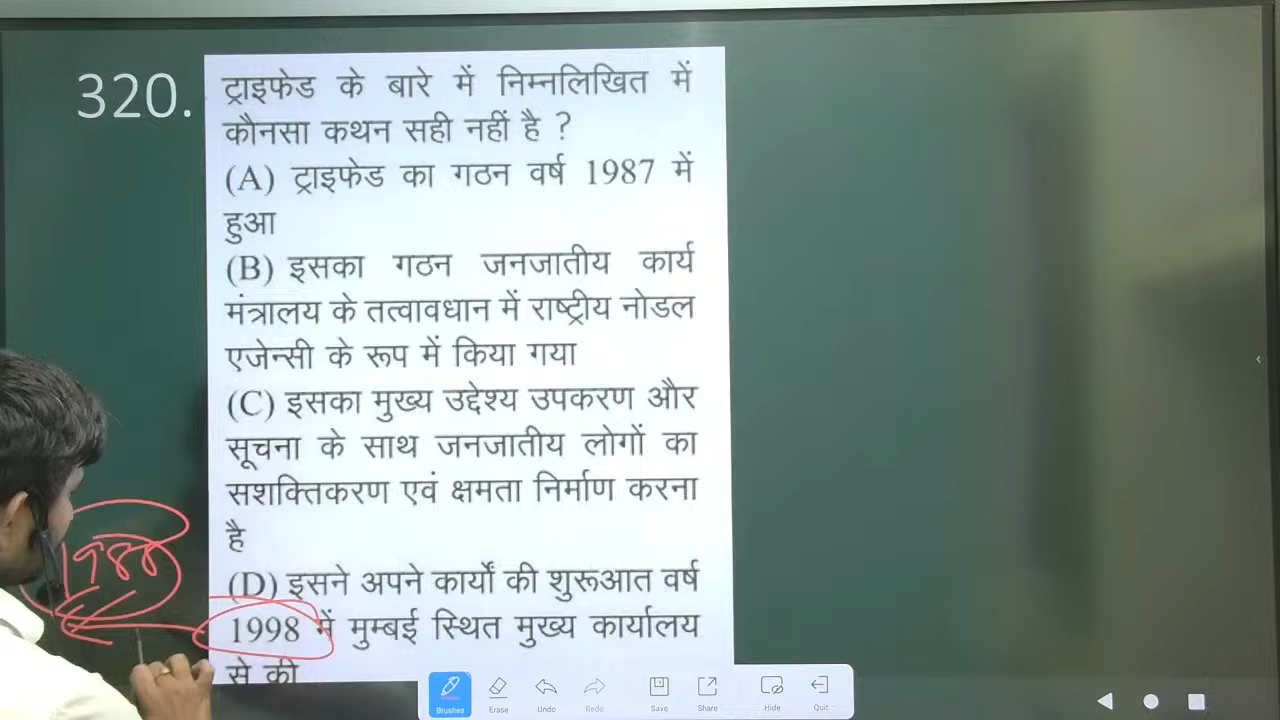 320.
ट्राइफेड के बारे में निम्नलिखित में
कौनसा कथन सही नहीं है ?
(A) ट्राइफेड का गठन वर्ष 1987 में
हुआ
(B) इसका गठन जनजातीय कार्य
मंत्रालय के तत्वावधान में राष्ट्रीय नोडल
एजेन्सी के रूप में किया गया
(C) इसका मुख्य उद्देश्य उपकरण और
सूचना के साथ जनजातीय लोगों का
सशक्तिकरण एवं क्षमता निर्माण करना
है
(D) इसने अपने कार्यों की शुरूआत वर्ष
1998 में मुम्बई स्थित मुख्य कार्यालय
से की
1988
Brushes Erase Undo Redo Save Share Hide Quit